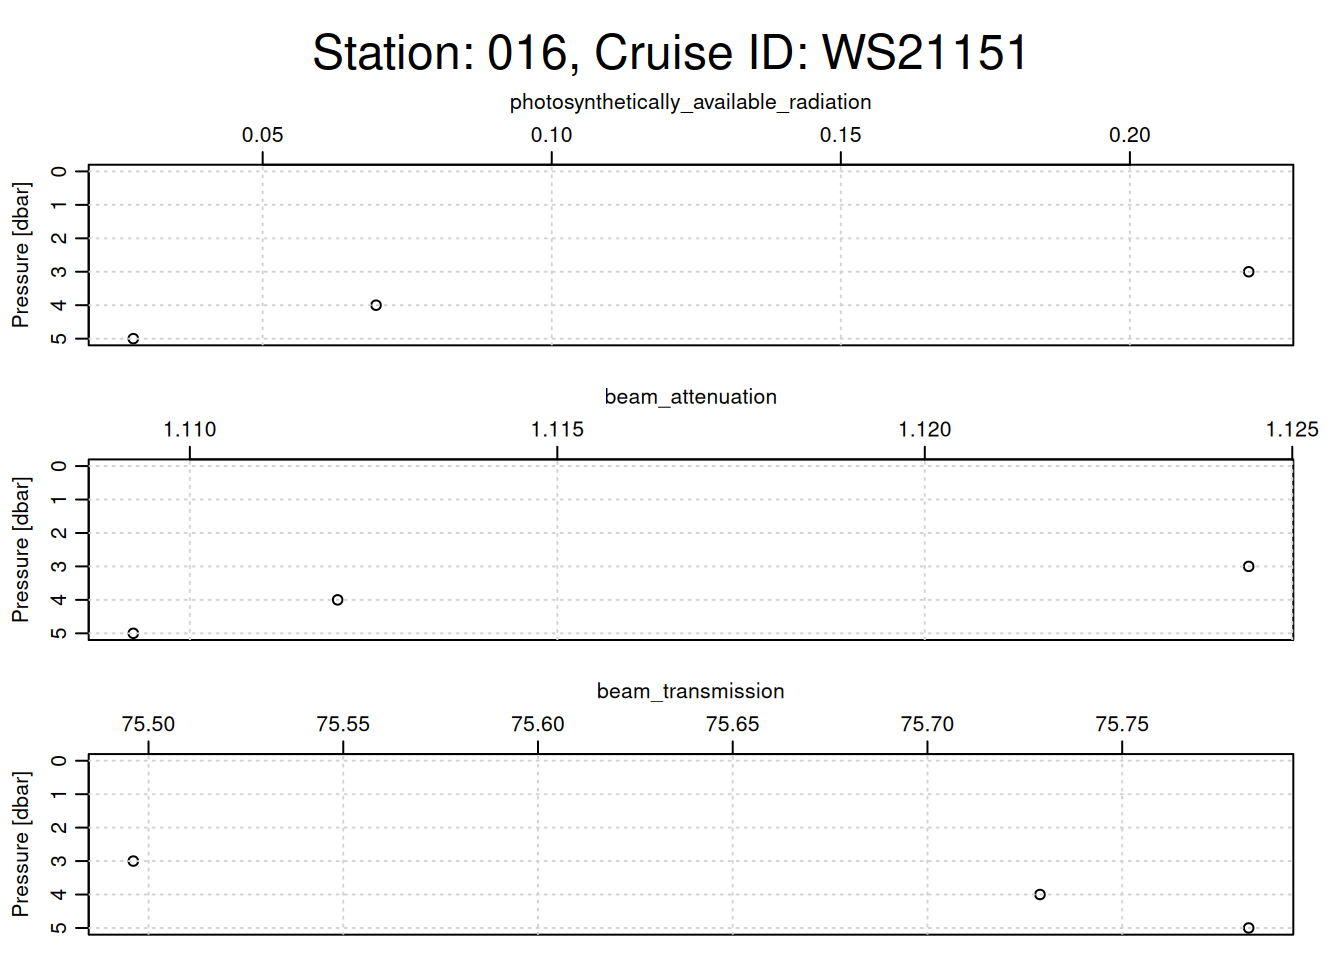 Station: 016, Cruise ID: WS21151
photosynthetically_available_radiation
0.05 0.10 0.15 0.20
Pressure [dbar]
0
1
2
3
4
5
beam_attenuation
1.110 1.115 1.120 1.125
Pressure [dbar]
0
1
2
3
4
5
beam_transmission
75.50 75.55 75.60 75.65 75.70 75.75
Pressure [dbar]
0
1
2
3
4
5